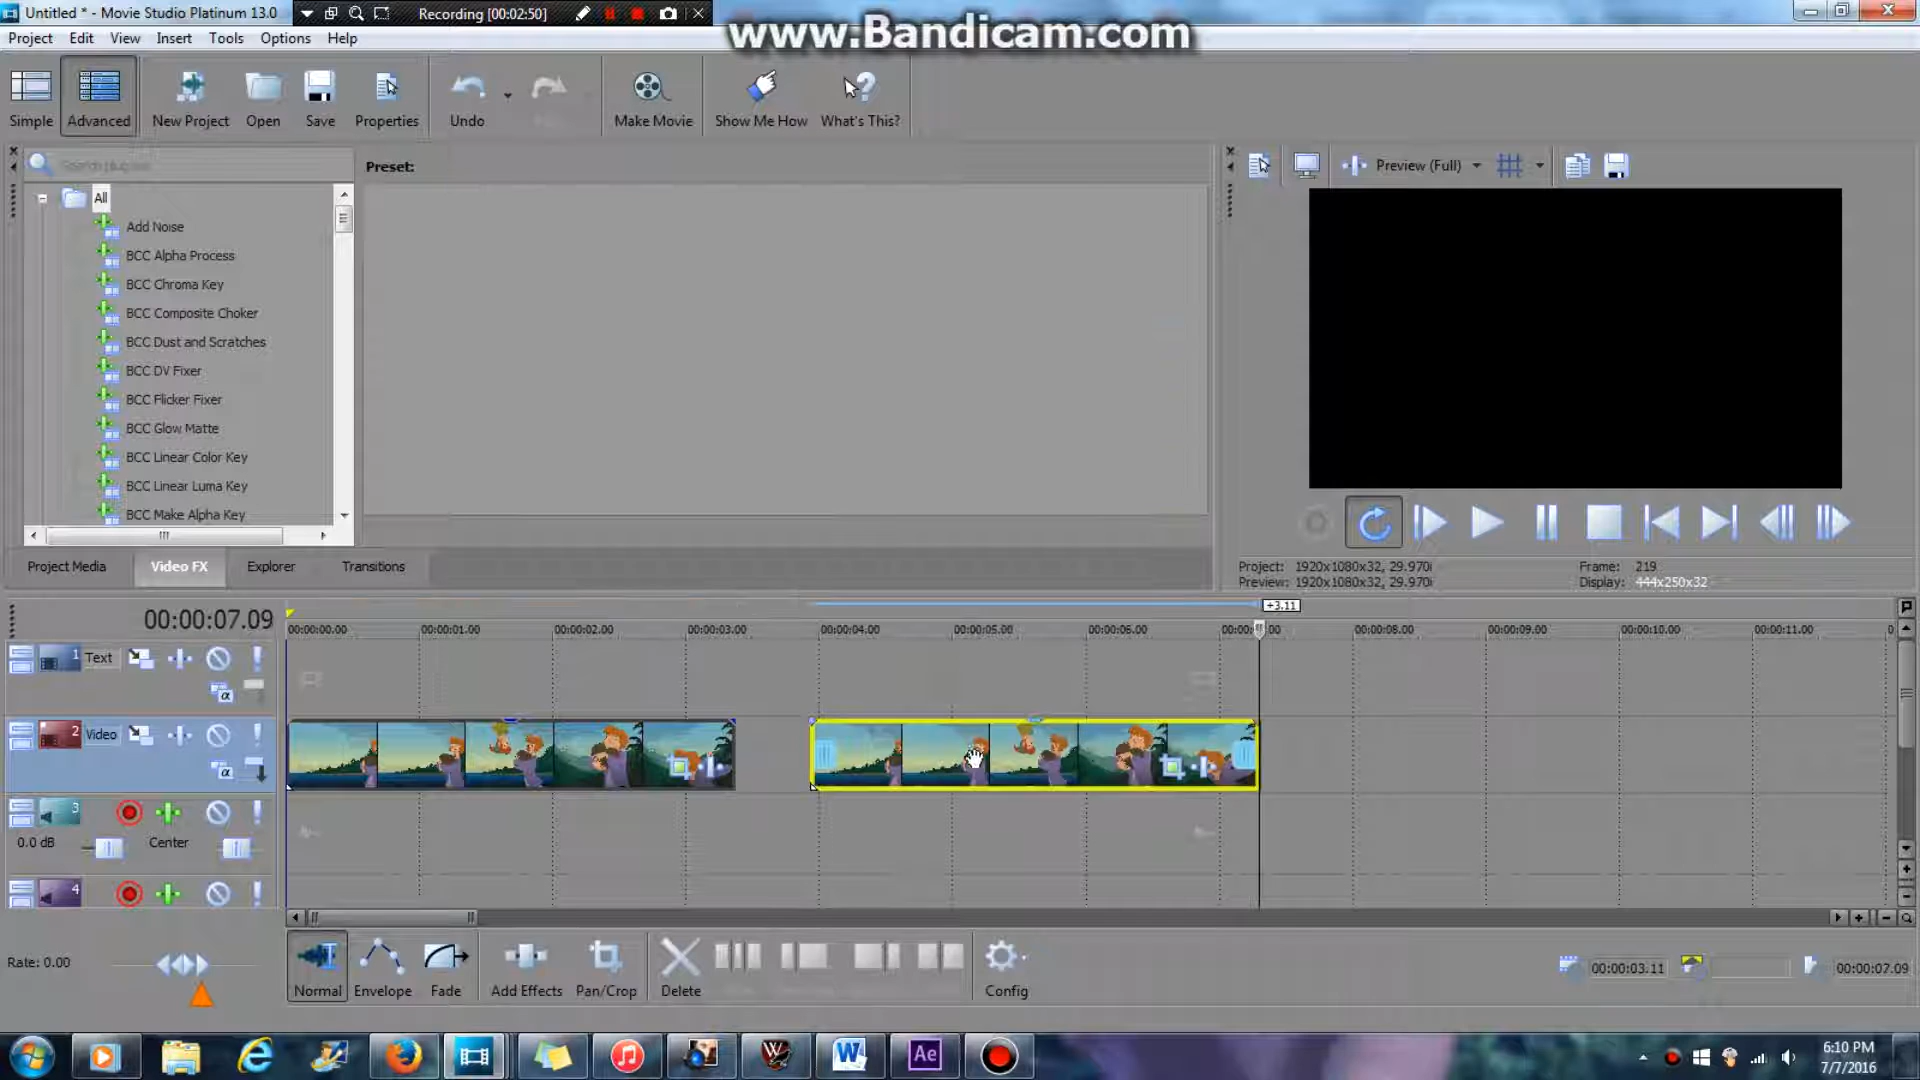 Untitled * - Movie Studio Platinum 13.0
Recording [00:02:50]
www.Bandicam.com
Project Edit View Insert Tools Options Help
Simple Advanced New Project Open Save Properties Undo Make Movie Show Me How What's This?
Preset:
Preview (Full)
All
Add Noise
BCC Alpha Process
BCC Chroma Key
BCC Composite Choker
BCC Dust and Scratches
BCC DV Fixer
BCC Flicker Fixer
BCC Glow Matte
BCC Linear Color Key
BCC Linear Luma Key
BCC Make Alpha Key
Project Media Video FX Explorer Transitions
Project: 1920x1080x32, 29.970i Frame: 219
Preview: 1920x1080x32, 29.970i Display: 444x250x32
00:00:07.09
+3.11
00:00:00.00 00:00:01.00 00:00:02.00 00:00:03.00 00:00:04.00 00:00:05.00 00:00:06.00 00:00:08.00 00:00:09.00 00:00:10.00 00:00:11.00
1 Text
2 Video
3
0.0 dB Center
4
Rate: 0.00
Normal Envelope Fade Add Effects Pan/Crop Delete Config
00:00:03.11 00:00:07.09
W Ae
6:10 PM
7/7/2016